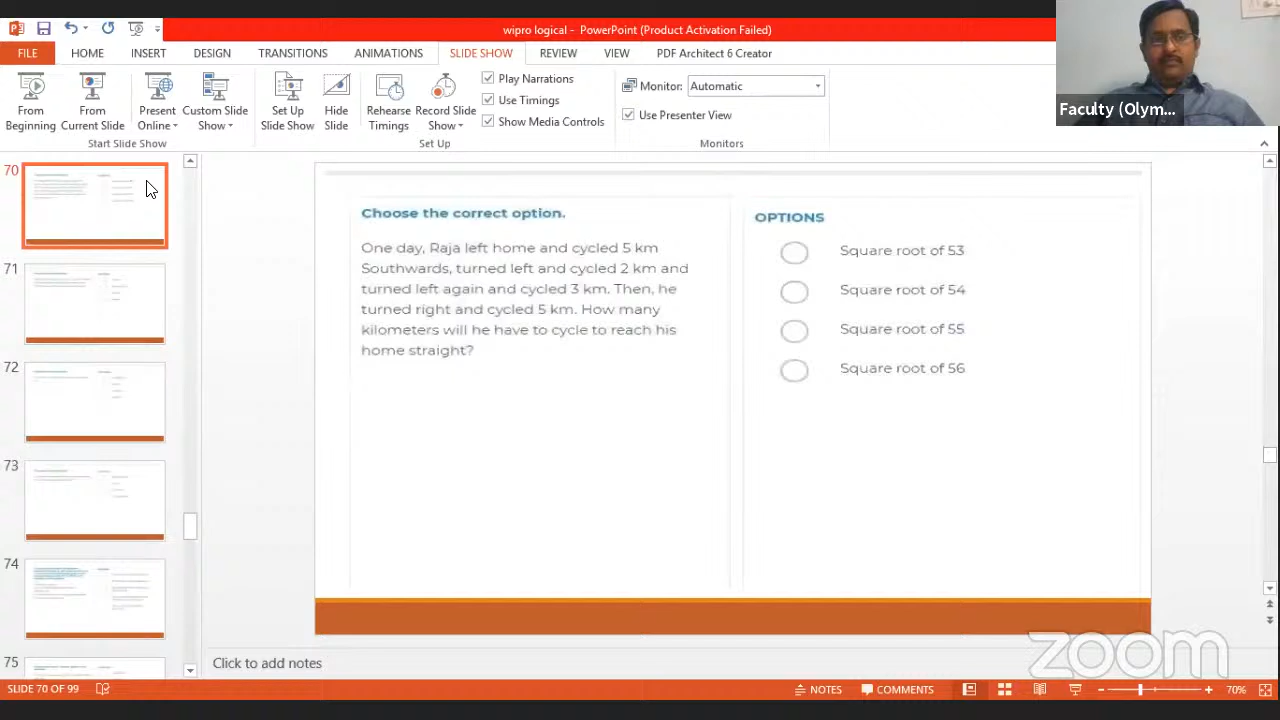 wipro logical - PowerPoint (Product Activation Failed)
FILE HOME INSERT DESIGN TRANSITIONS ANIMATIONS SLIDE SHOW REVIEW VIEW PDF Architect 6 Creator
From Beginning
From Current Slide
Present Online
Custom Slide Show
Start Slide Show
Set Up Slide Show
Hide Slide
Rehearse Timings
Record Slide Show
Play Narrations
Use Timings
Show Media Controls
Set Up
Monitor: Automatic
Use Presenter View
Monitors
Faculty (Olym...
70
71
72
73
74
75
Choose the correct option.
One day, Raja left home and cycled 5 km
Southwards, turned left and cycled 2 km and
turned left again and cycled 3 km. Then, he
turned right and cycled 5 km. How many
kilometers will he have to cycle to reach his
home straight?
OPTIONS
Square root of 53
Square root of 54
Square root of 55
Square root of 56
zoom
Click to add notes
SLIDE 70 OF 99 NOTES COMMENTS 70%